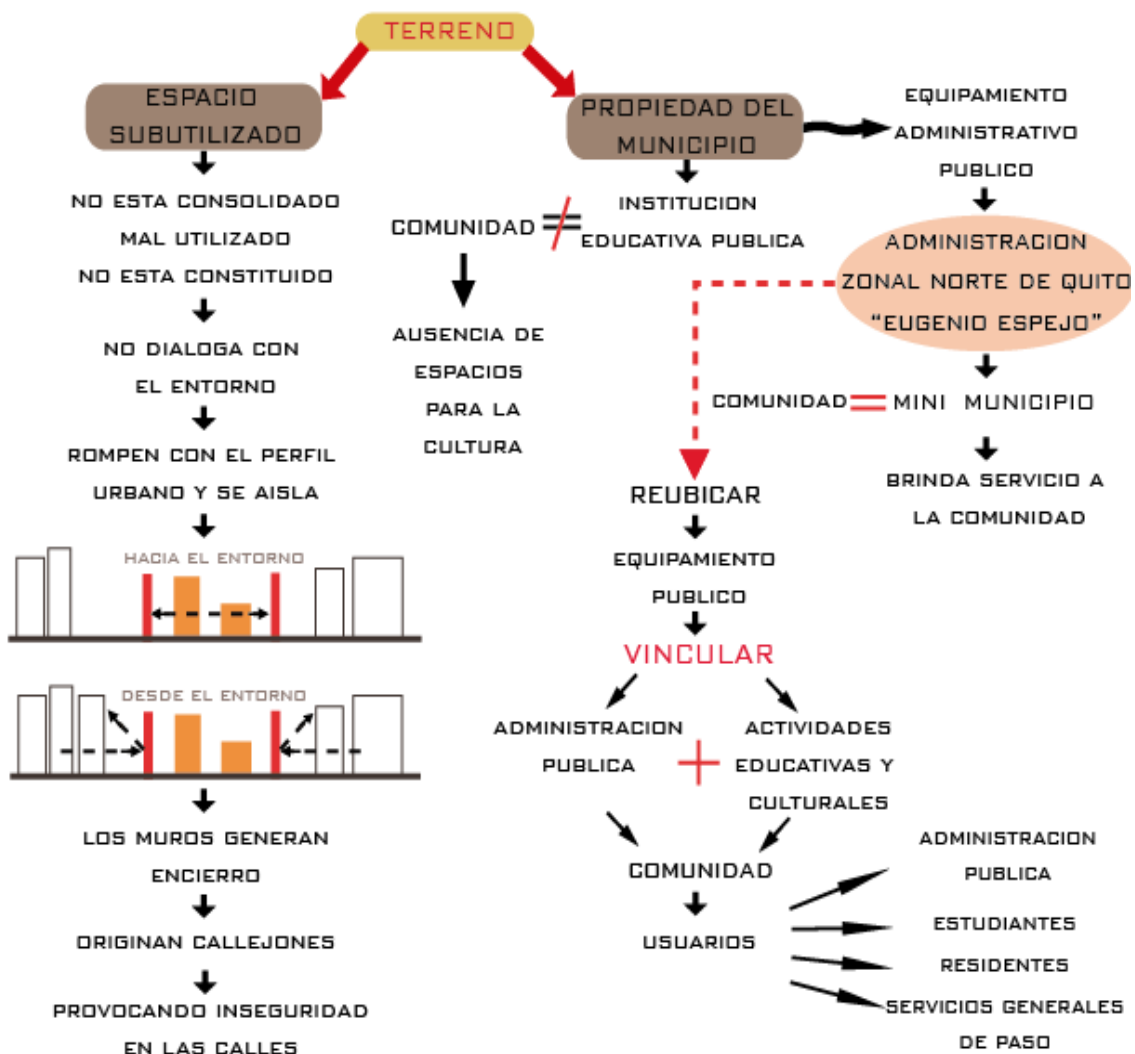 TERRENO
ESPACIO
SUBUTILIZADO
NO ESTA CONSOLIDADO
MAL UTILIZADO
NO ESTA CONSTITUIDO
NO DIALOGA CON
EL ENTORNO
ROMPEN CON EL PERFIL
URBANO Y SE AISLA
HACIA EL ENTORNO
DESDE EL ENTORNO
LOS MUROS GENERAN
ENCIERRO
ORIGINAN CALLEJONES
PROVOCANDO INSEGURIDAD
EN LAS CALLES
PROPIEDAD DEL
MUNICIPIO
INSTITUCION
EDUCATIVA PUBLICA
COMUNIDAD ≠
AUSENCIA DE
ESPACIOS
PARA LA
CULTURA
EQUIPAMIENTO
ADMINISTRATIVO
PUBLICO
ADMINISTRACION
ZONAL NORTE DE QUITO
“EUGENIO ESPEJO”
COMUNIDAD = MINI MUNICIPIO
BRINDA SERVICIO A
LA COMUNIDAD
REUBICAR
EQUIPAMIENTO
PUBLICO
VINCULAR
ADMINISTRACION
PUBLICA
+
ACTIVIDADES
EDUCATIVAS Y
CULTURALES
COMUNIDAD
USUARIOS
ADMINISTRACION
PUBLICA
ESTUDIANTES
RESIDENTES
SERVICIOS GENERALES
DE PASO